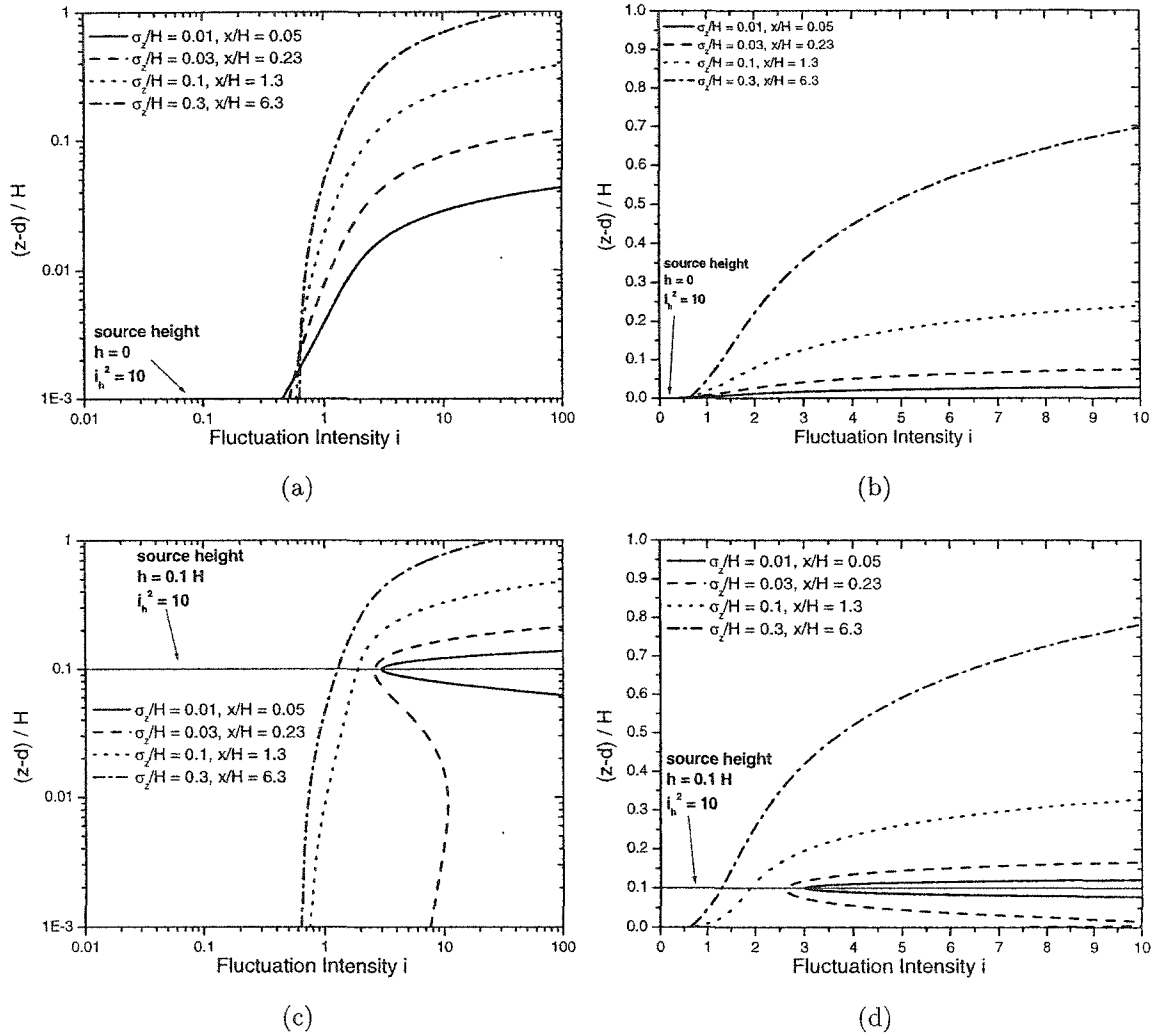 1
σz/H = 0.01, x/H = 0.05
σz/H = 0.03, x/H = 0.23
σz/H = 0.1, x/H = 1.3
σz/H = 0.3, x/H = 6.3
0.1
(z-d) / H
0.01
source height
h = 0
ih² = 10
1E-3
0.01 0.1 1 10 100
Fluctuation Intensity i
(a)
1.0
σz/H = 0.01, x/H = 0.05
0.9
σz/H = 0.03, x/H = 0.23
σz/H = 0.1, x/H = 1.3
0.8
σz/H = 0.3, x/H = 6.3
0.7
0.6
(z-d) / H
0.5
0.4
source height
0.3
h = 0
ih² = 10
0.2
0.1
0.0
0 1 2 3 4 5 6 7 8 9 10
Fluctuation Intensity i
(b)
1
source height
h = 0.1 H
ih² = 10
0.1
σz/H = 0.01, x/H = 0.05
σz/H = 0.03, x/H = 0.23
σz/H = 0.1, x/H = 1.3
σz/H = 0.3, x/H = 6.3
(z-d) / H
0.01
1E-3
0.01 0.1 1 10 100
Fluctuation Intensity i
(c)
1.0
σz/H = 0.01, x/H = 0.05
0.9
σz/H = 0.03, x/H = 0.23
σz/H = 0.1, x/H = 1.3
0.8
σz/H = 0.3, x/H = 6.3
0.7
0.6
(z-d) / H
0.5
source height
0.4
h = 0.1 H
ih² = 10
0.3
0.2
0.1
0.0
0 1 2 3 4 5 6 7 8 9 10
Fluctuation Intensity i
(d)